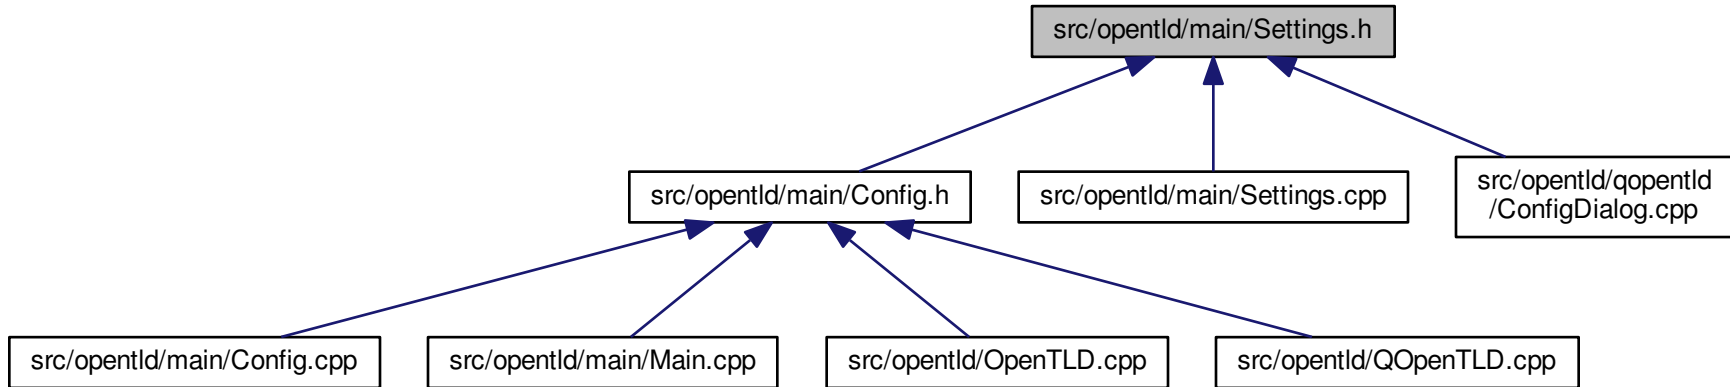 src/opentld/main/Settings.h
src/opentld/main/Config.h
src/opentld/main/Settings.cpp
src/opentld/qopentld
/ConfigDialog.cpp
src/opentld/main/Config.cpp
src/opentld/main/Main.cpp
src/opentld/OpenTLD.cpp
src/opentld/QOpenTLD.cpp